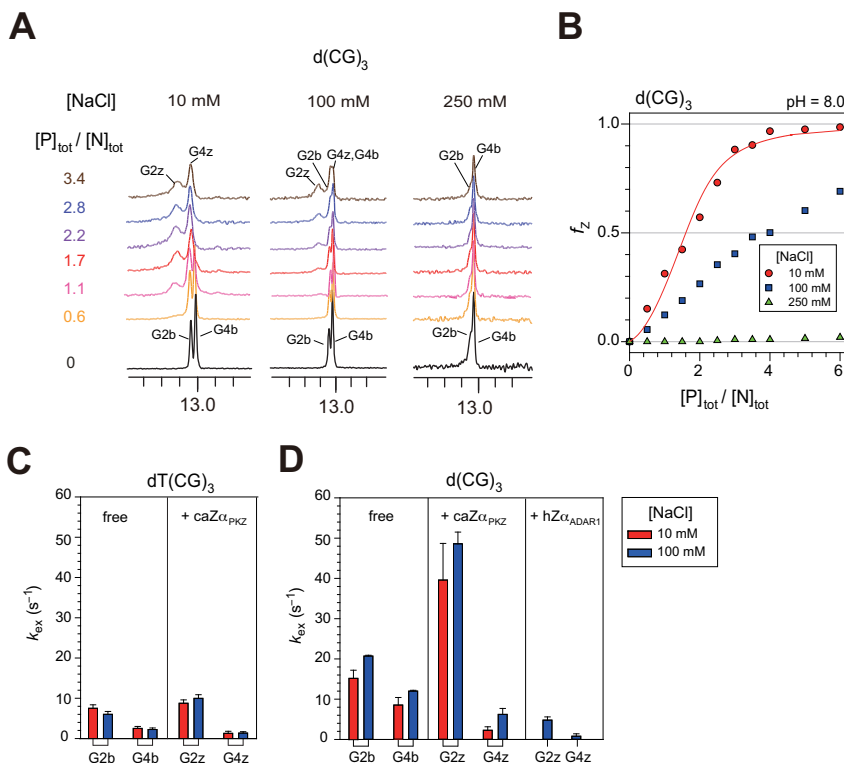 A
d(CG)3
[NaCl] 10 mM 100 mM 250 mM
[P]tot / [N]tot
G4z G4z,G4b G4b
G2z G2b G2b
G2z
3.4
2.8
2.2
1.7
1.1
0.6
G2b G4b G2b G4b G2b G4b
0
13.0 13.0 13.0
B
d(CG)3 pH = 8.0
1.0
0.5
0.0
fZ
[NaCl]
10 mM
100 mM
250 mM
0 2 4 6
[P]tot / [N]tot
C
dT(CG)3
60
50
40
30
20
10
0
kex (s−1)
free + caZαPKZ
G2b G4b G2z G4z
D
d(CG)3
60
50
40
30
20
10
0
kex (s−1)
free + caZαPKZ + hZαADAR1
G2b G4b G2z G4z G2z G4z
[NaCl]
10 mM
100 mM